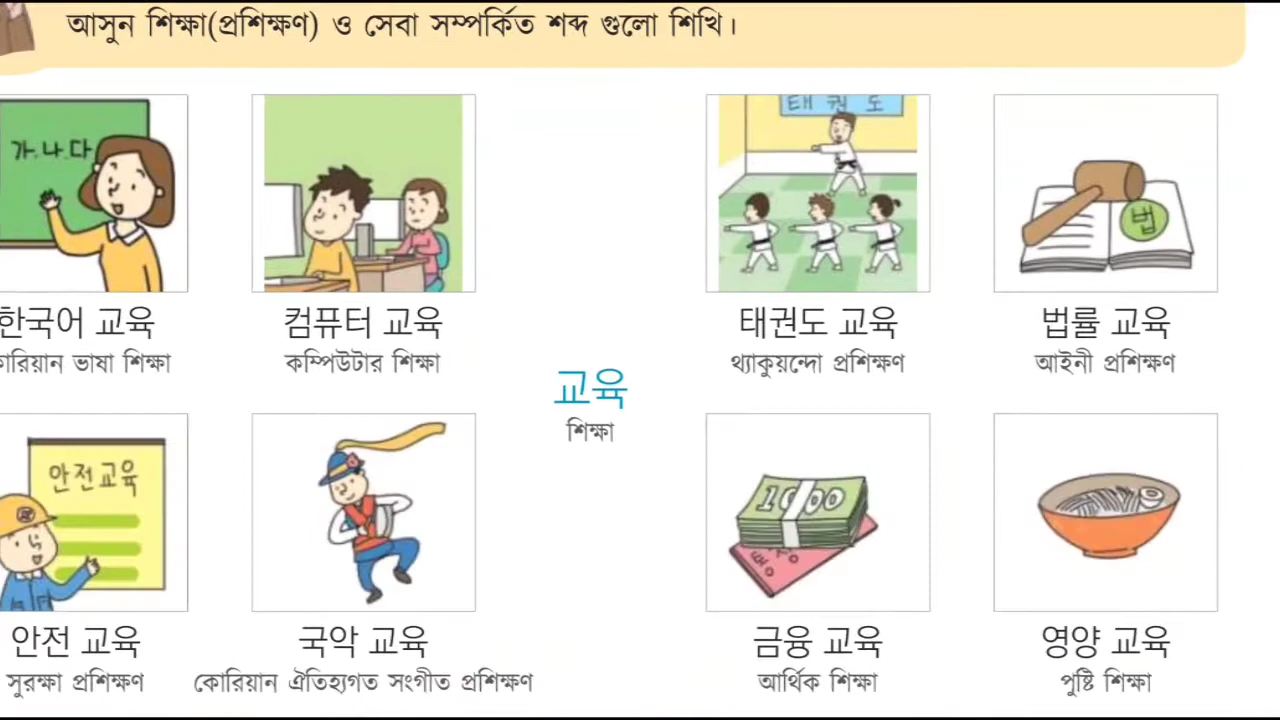 আসুন শিক্ষা(প্রশিক্ষণ) ও সেবা সম্পর্কিত শব্দ গুলো শিখি।
가.나.다
태권도
법
한국어 교육
컴퓨터 교육
태권도 교육
법률 교육
কোরিয়ান ভাষা শিক্ষা
কম্পিউটার শিক্ষা
থ্যাকুয়ন্দো প্রশিক্ষণ
আইনী প্রশিক্ষণ
교육
শিক্ষা
안전교육
안전 교육
국악 교육
금융 교육
영양 교육
সুরক্ষা প্রশিক্ষণ
কোরিয়ান ঐতিহ্যগত সংগীত প্রশিক্ষণ
আর্থিক শিক্ষা
পুষ্টি শিক্ষা